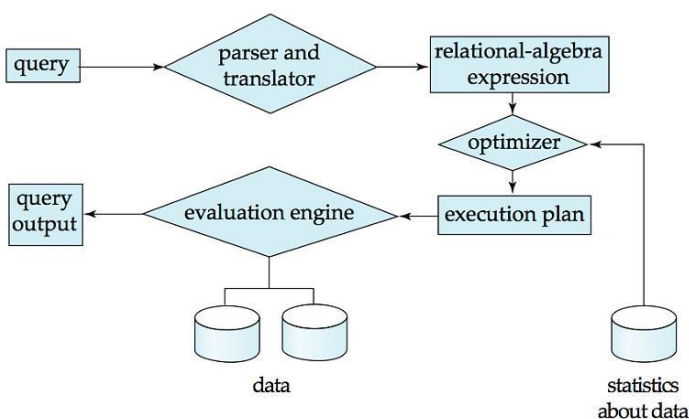 query
parser and
translator
relational-algebra
expression
optimizer
query
output
evaluation engine
execution plan
data
statistics
about data